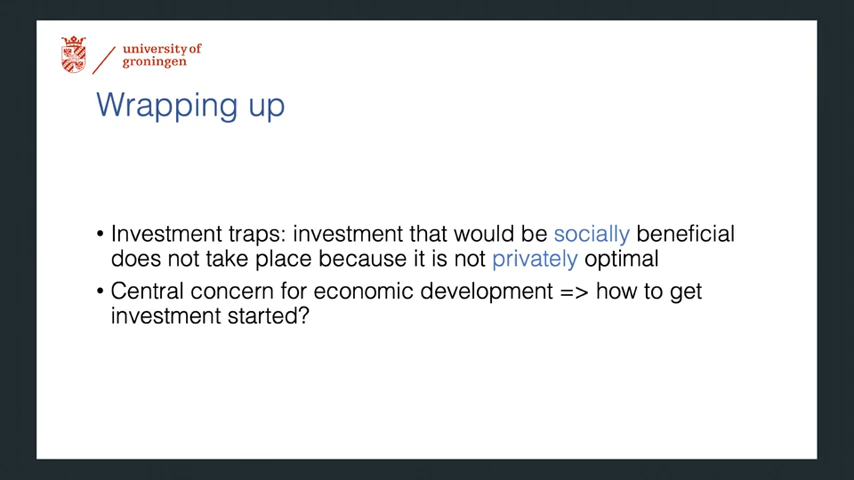 university of
groningen
Wrapping up
• Investment traps: investment that would be socially beneficial
does not take place because it is not privately optimal
• Central concern for economic development => how to get
investment started?